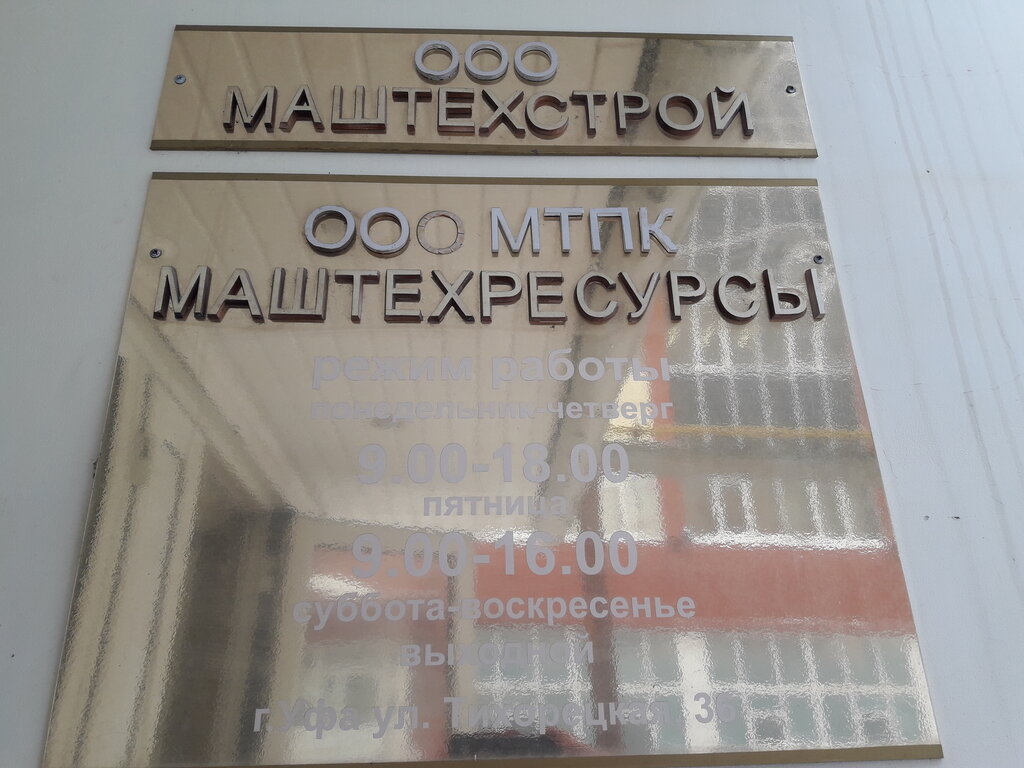 ООО
МАШТЕХСТРОЙ
ООО МТПК
МАШТЕХРЕСУРСЫ
режим работы
понедельник-четверг
9.00-18.00
пятница
9.00-16.00
суббота-воскресенье
выходной
г.Уфа ул. Тихорецкая, 36